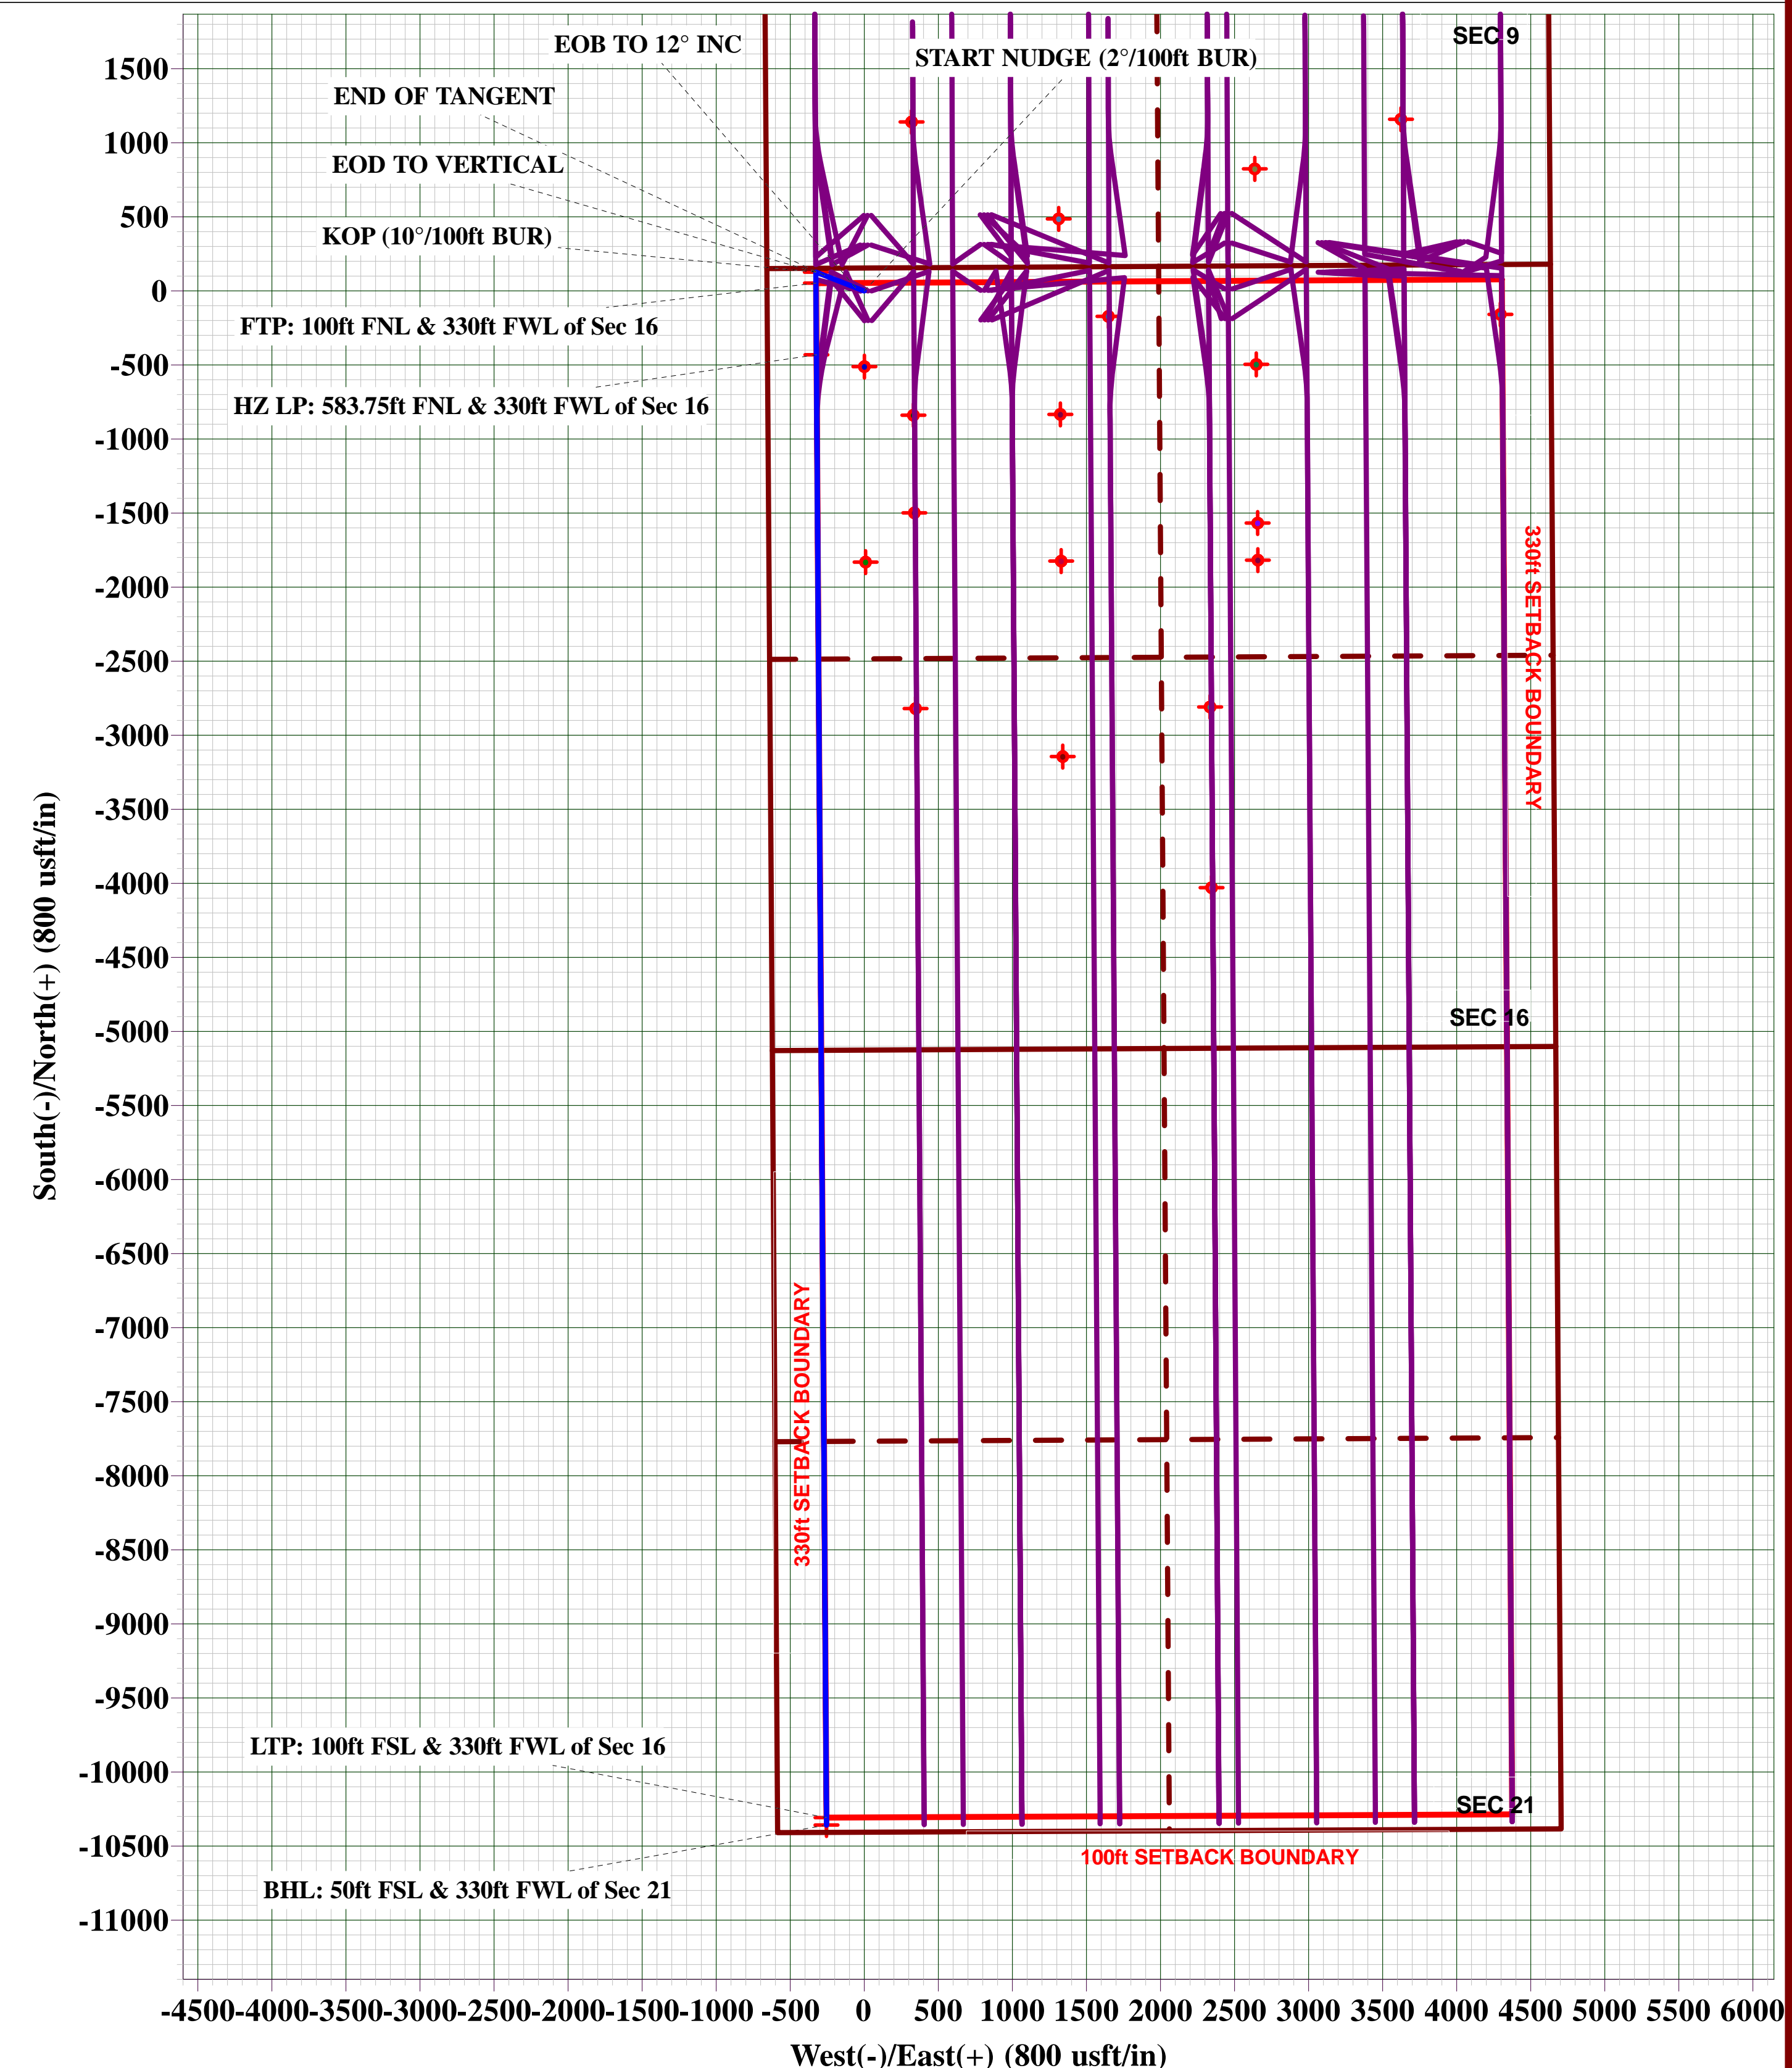 SEC 9
EOB TO 12° INC
START NUDGE (2°/100ft BUR)
END OF TANGENT
EOD TO VERTICAL
KOP (10°/100ft BUR)
FTP: 100ft FNL & 330ft FWL of Sec 16
HZ LP: 583.75ft FNL & 330ft FWL of Sec 16
330ft SETBACK BOUNDARY
SEC 16
330ft SETBACK BOUNDARY
LTP: 100ft FSL & 330ft FWL of Sec 16
SEC 21
100ft SETBACK BOUNDARY
BHL: 50ft FSL & 330ft FWL of Sec 21
1500
1000
500
0
-500
-1000
-1500
-2000
-2500
-3000
-3500
-4000
-4500
-5000
-5500
-6000
-6500
-7000
-7500
-8000
-8500
-9000
-9500
-10000
-10500
-11000
South(-)/North(+) (800 usft/in)
-4500 -4000 -3500 -3000 -2500 -2000 -1500 -1000 -500 0 500 1000 1500 2000 2500 3000 3500 4000 4500 5000 5500 6000
West(-)/East(+) (800 usft/in)